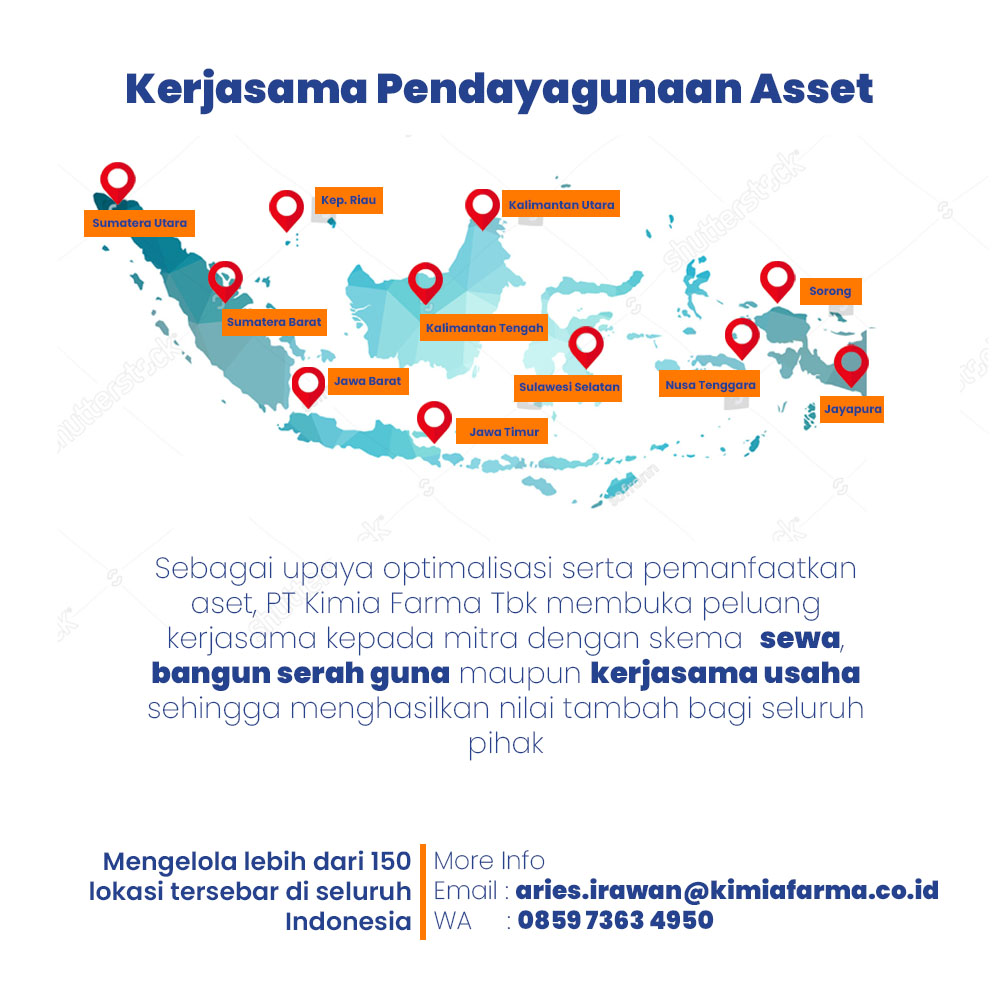 Kerjasama Pendayagunaan Asset
Kep. Riau
Kalimantan Utara
Sumatera Utara
Sorong
Sumatera Barat
Kalimantan Tengah
Jawa Barat
Sulawesi Selatan
Nusa Tenggara
Jayapura
Jawa Timur
shutterstock
shutterstock
Sebagai upaya optimalisasi serta pemanfaatkan
aset, PT Kimia Farma Tbk membuka peluang
kerjasama kepada mitra dengan skema sewa,
bangun serah guna maupun kerjasama usaha
sehingga menghasilkan nilai tambah bagi seluruh
pihak
Mengelola lebih dari 150
lokasi tersebar di seluruh
Indonesia
More Info
Email : aries.irawan@kimiafarma.co.id
WA : 0859 7363 4950